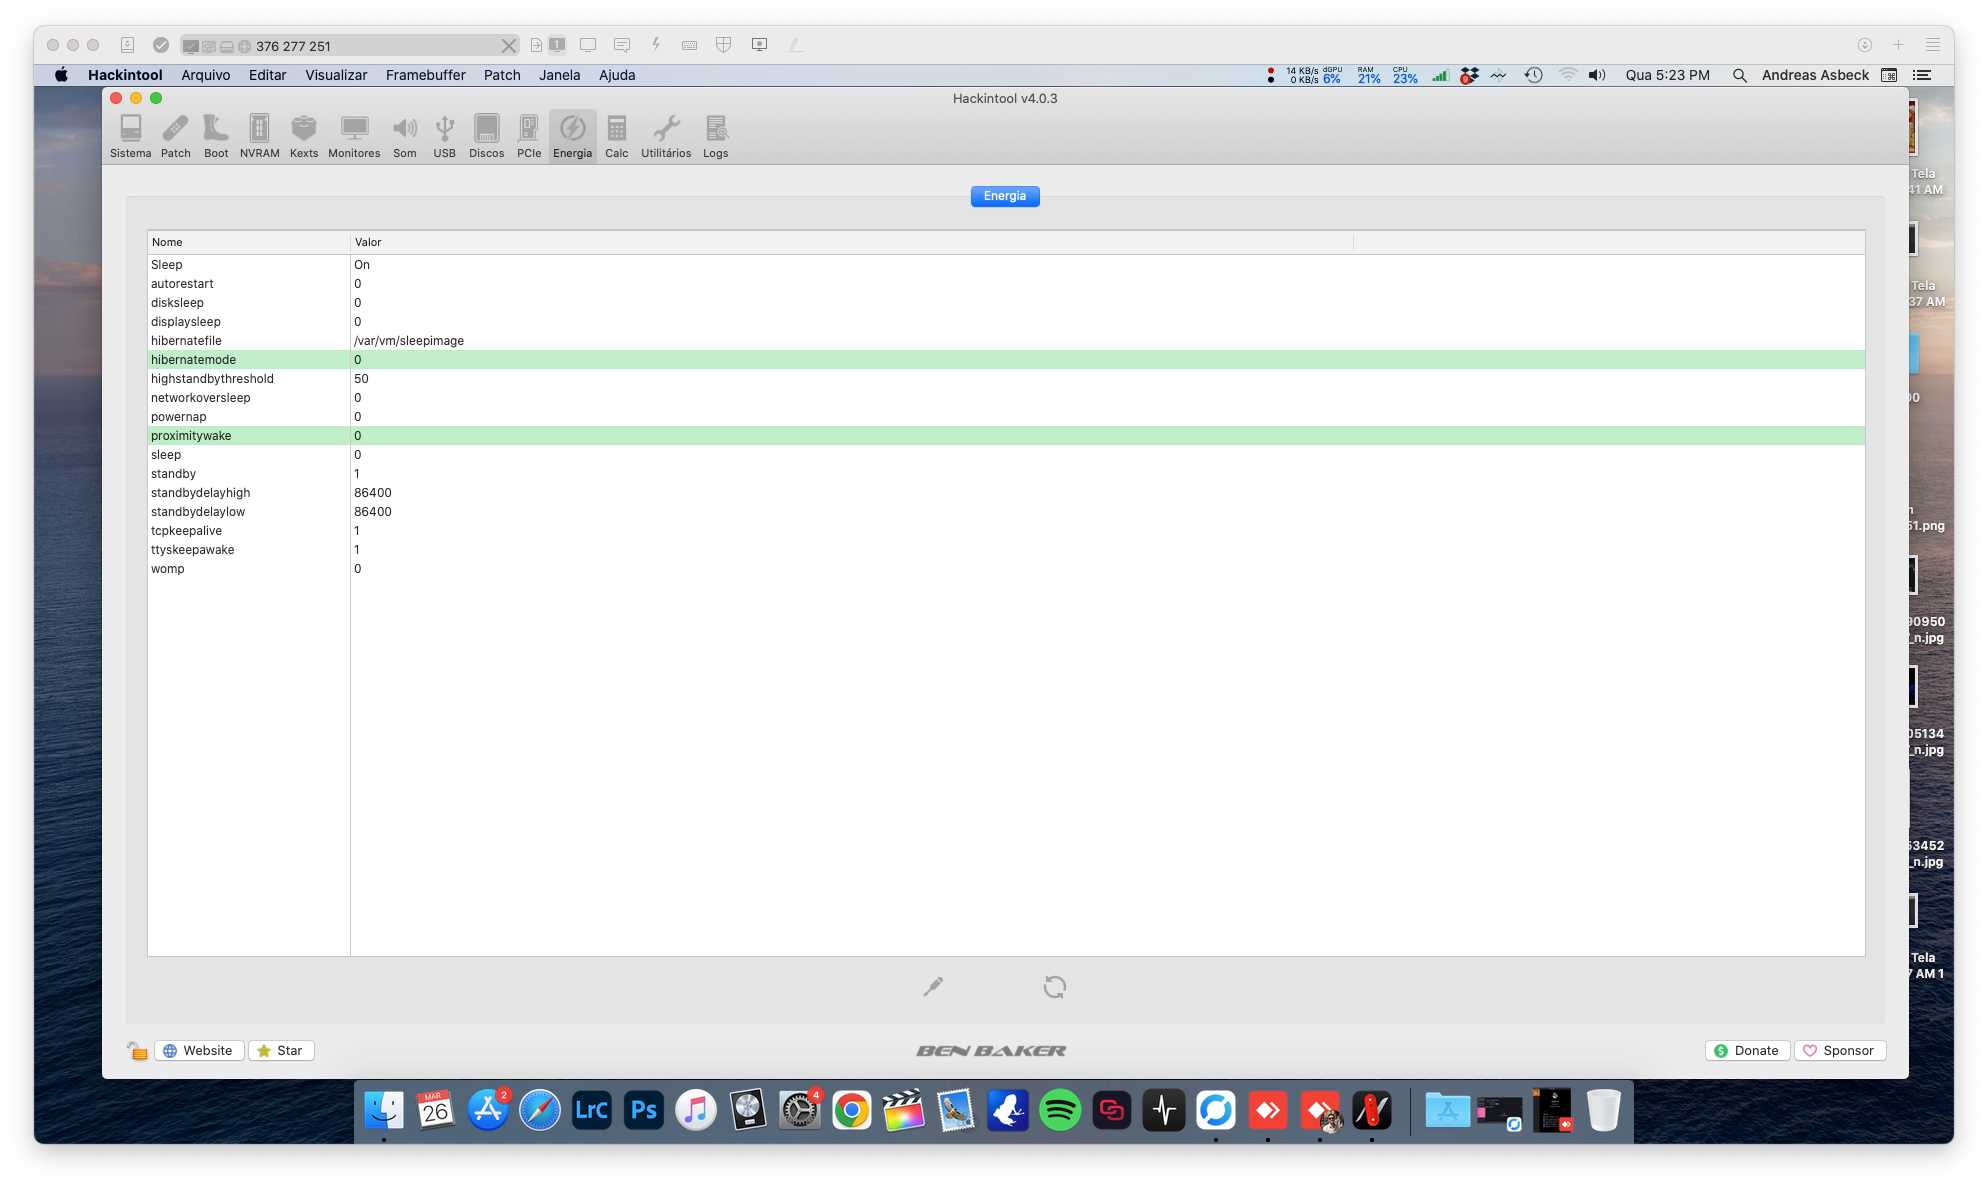 376 277 251
1
Hackintool Arquivo Editar Visualizar Framebuffer Patch Janela Ajuda
14 KB/s
0 KB/s
dGPU
6%
RAM
21%
CPU
23%
9
Qua 5:23 PM
Andreas Asbeck
Hackintool v4.0.3
Sistema Patch Boot NVRAM Kexts Monitores Som USB Discos PCIe Energia Calc Utilitários Logs
Energia
Nome Valor
Sleep On
autorestart 0
disksleep 0
displaysleep 0
hibernatefile /var/vm/sleepimage
hibernatemode 0
highstandbythreshold 50
networkoversleep 0
powernap 0
proximitywake 0
sleep 0
standby 1
standbydelayhigh 86400
standbydelaylow 86400
tcpkeepalive 1
ttyskeepawake 1
womp 0
Tela
41 AM
Tela
37 AM
00
51.png
90950
_n.jpg
05134
_n.jpg
53452
_n.jpg
Tela
7 AM 1
Website Star
BEN BAKER
Donate Sponsor
MAR
26
2
LrC
Ps
4